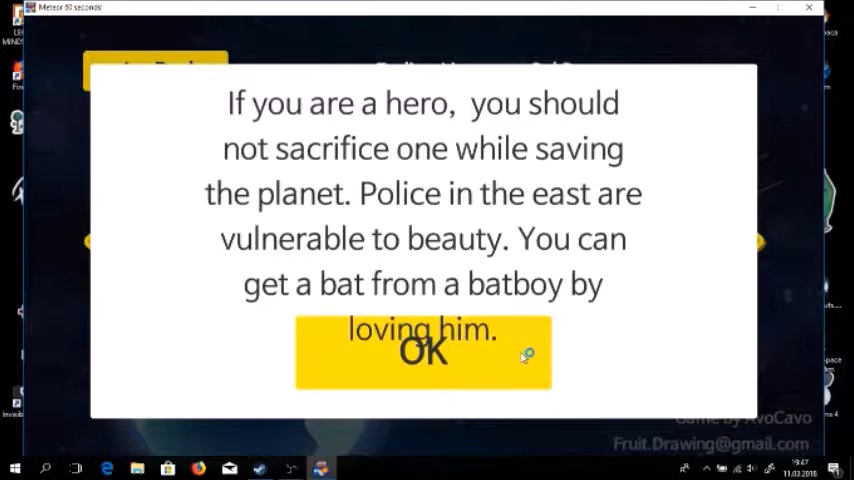 Meteor 60 seconds!
If you are a hero, you should
not sacrifice one while saving
the planet. Police in the east are
vulnerable to beauty. You can
get a bat from a batboy by
loving him.
OK
Game by AvoCavo
Fruit.Drawing@gmail.com
19:47
11.03.2018